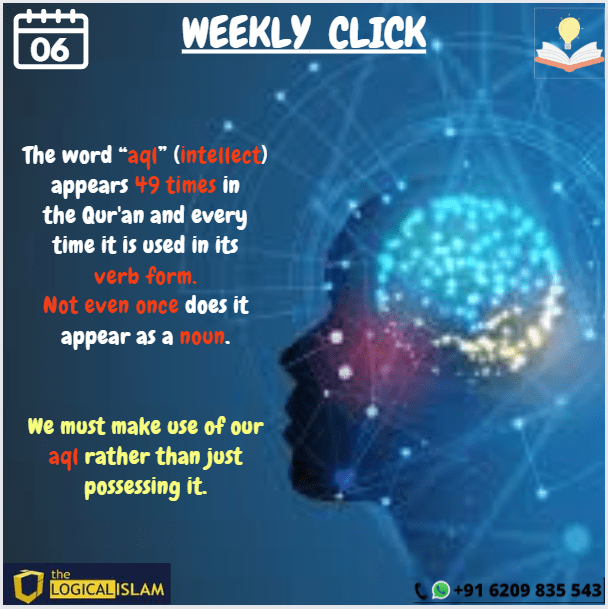 06
WEEKLY CLICK
The word “aql” (intellect)
appears 49 times in
the Qur'an and every
time it is used in its
verb form.
Not even once does it
appear as a noun.
We must make use of our
aql rather than just
possessing it.
the
LOGICALISLAM
+91 6209 835 543